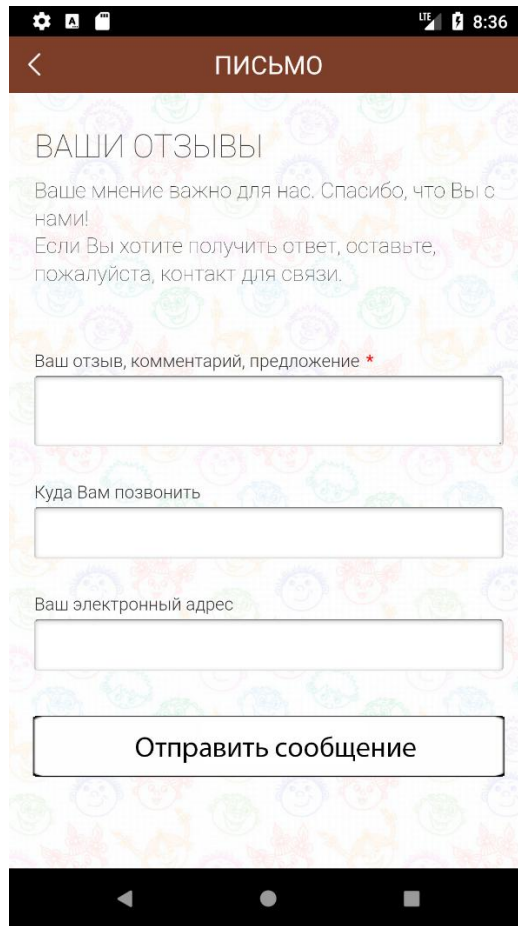 LTE 8:36
ПИСЬМО
ВАШИ ОТЗЫВЫ
Ваше мнение важно для нас. Спасибо, что Вы с
нами!
Если Вы хотите получить ответ, оставьте,
пожалуйста, контакт для связи.
Ваш отзыв, комментарий, предложение *
Куда Вам позвонить
Ваш электронный адрес
Отправить сообщение